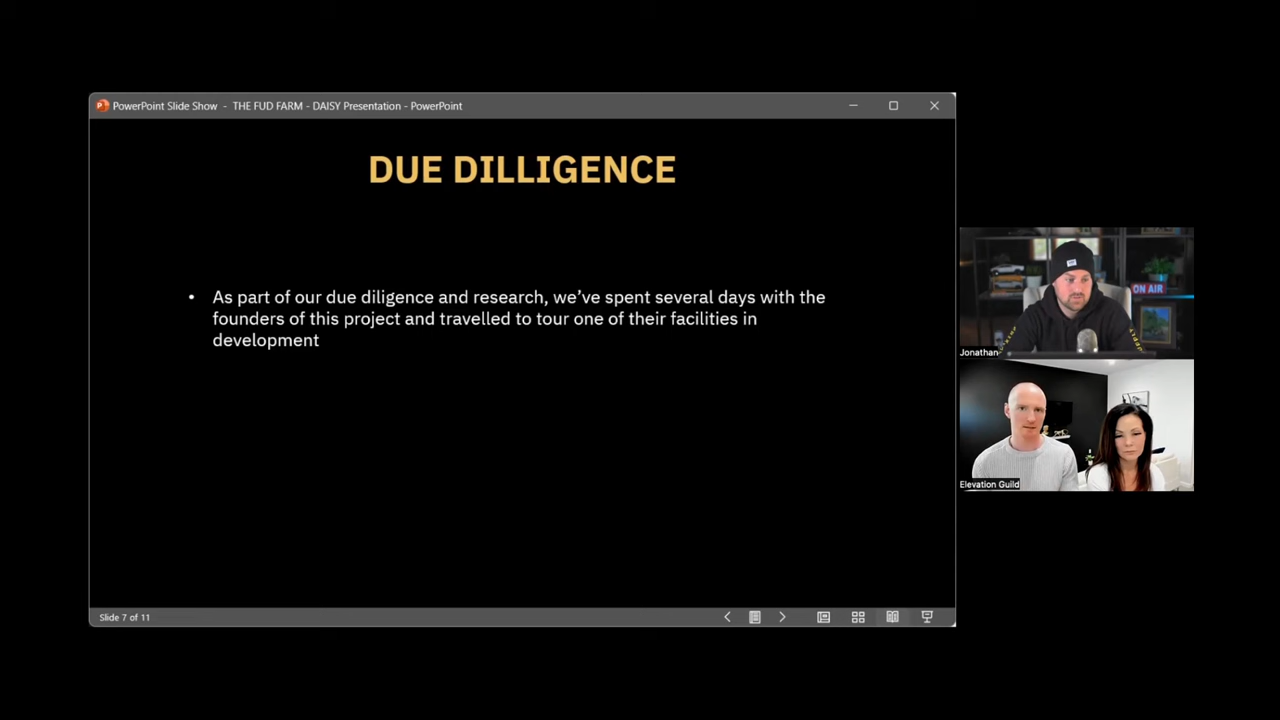 PowerPoint Slide Show - THE FUD FARM - DAISY Presentation - PowerPoint
DUE DILLIGENCE
• As part of our due diligence and research, we've spent several days with the
founders of this project and travelled to tour one of their facilities in
development
ON AIR
Jonathan
Elevation Guild
Slide 7 of 11